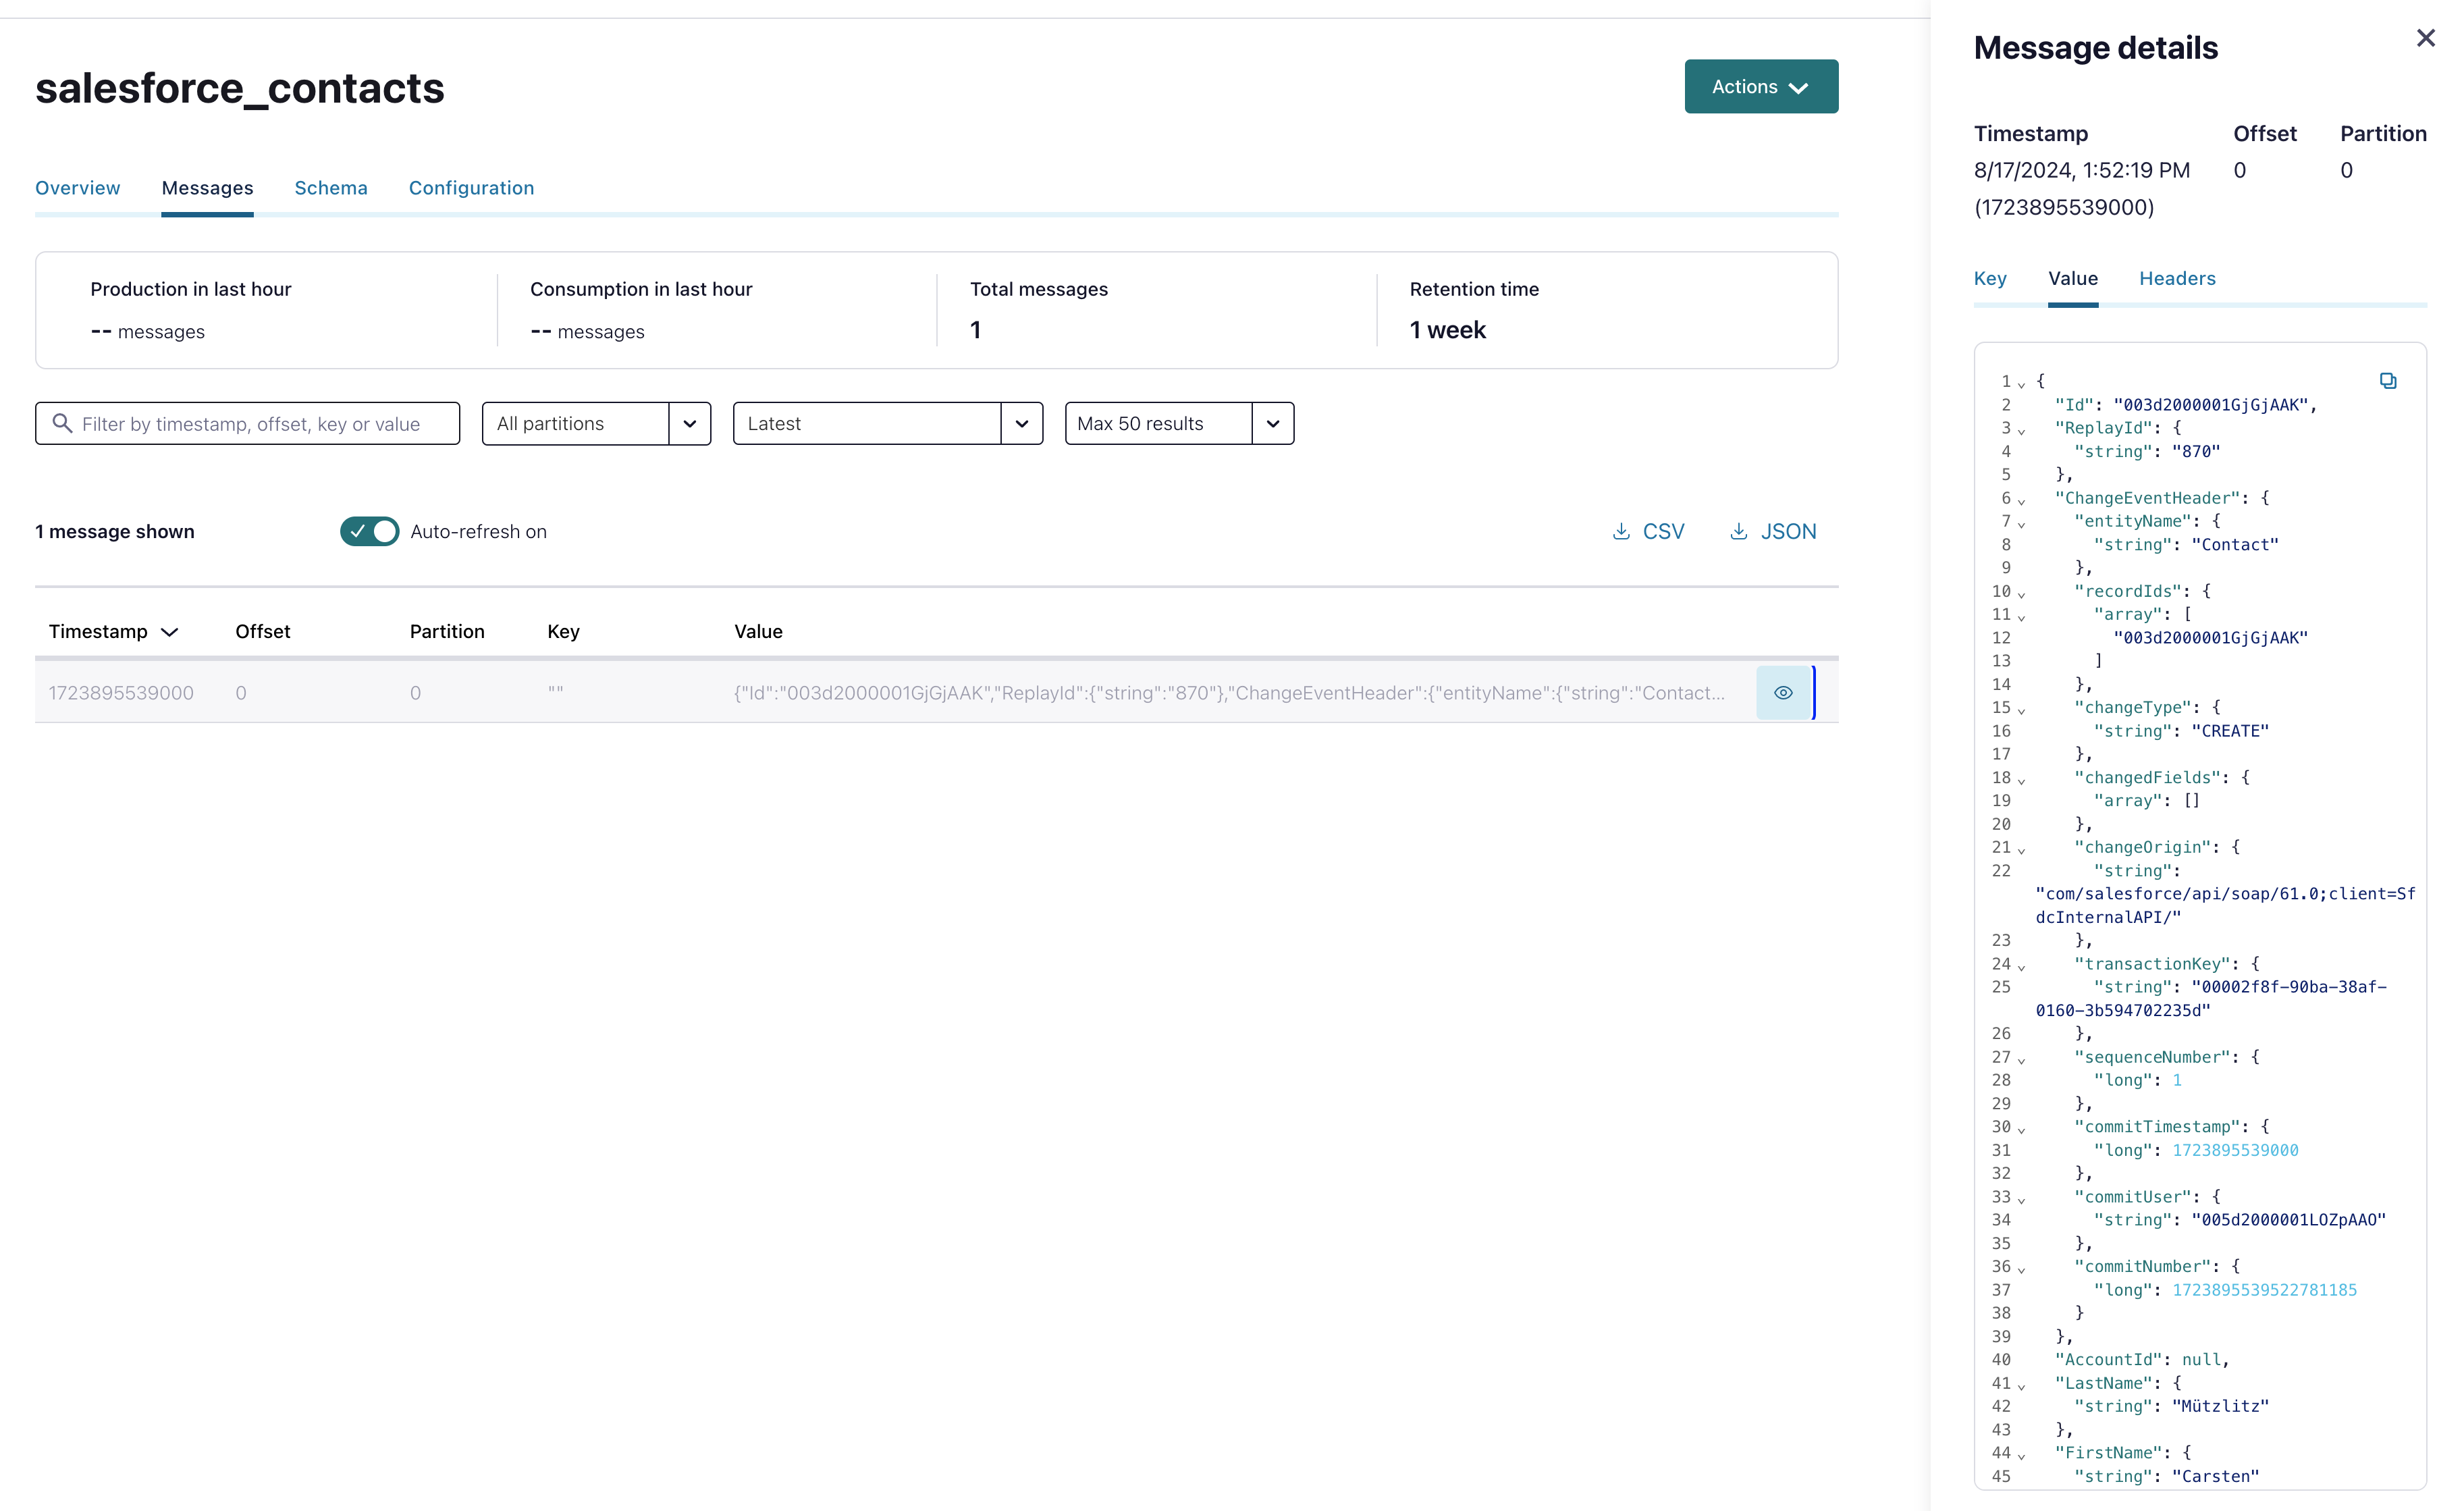 salesforce_contacts
Actions
Overview Messages Schema Configuration
Production in last hour
-- messages
Consumption in last hour
-- messages
Total messages
1
Retention time
1 week
Filter by timestamp, offset, key or value
All partitions
Latest
Max 50 results
1 message shown
Auto-refresh on
CSV
JSON
Timestamp Offset Partition Key Value
1723895539000 0 0 "" {"Id":"003d2000001GjGjAAK","ReplayId":{"string":"870"},"ChangeEventHeader":{"entityName":{"string":"Contact...
Message details
Timestamp Offset Partition
8/17/2024, 1:52:19 PM 0 0
(1723895539000)
Key Value Headers
1 {
2 "Id": "003d2000001GjGjAAK",
3 "ReplayId": {
4 "string": "870"
5 },
6 "ChangeEventHeader": {
7 "entityName": {
8 "string": "Contact"
9 },
10 "recordIds": {
11 "array": [
12 "003d2000001GjGjAAK"
13 ]
14 },
15 "changeType": {
16 "string": "CREATE"
17 },
18 "changedFields": {
19 "array": []
20 },
21 "changeOrigin": {
22 "string":
"com/salesforce/api/soap/61.0;client=Sf
dcInternalAPI/"
23 },
24 "transactionKey": {
25 "string": "00002f8f-90ba-38af-
0160-3b594702235d"
26 },
27 "sequenceNumber": {
28 "long": 1
29 },
30 "commitTimestamp": {
31 "long": 1723895539000
32 },
33 "commitUser": {
34 "string": "005d2000001LOZpAAO"
35 },
36 "commitNumber": {
37 "long": 1723895539522781185
38 }
39 },
40 "AccountId": null,
41 "LastName": {
42 "string": "Mützlitz"
43 },
44 "FirstName": {
45 "string": "Carsten"